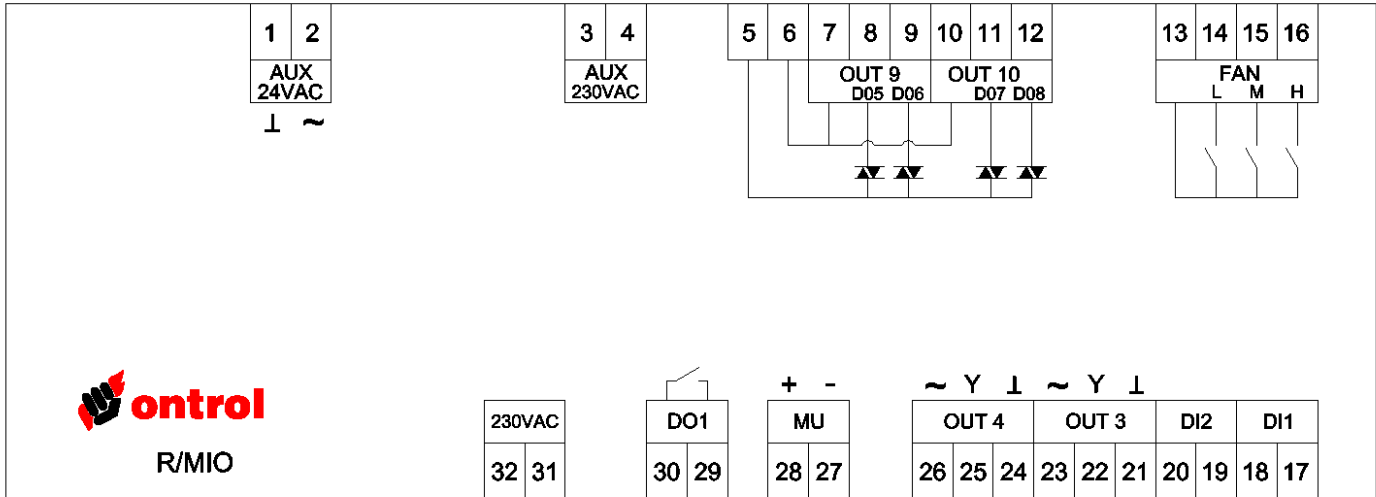 1 2 3 4 5 6 7 8 9 10 11 12 13 14 15 16
AUX AUX OUT 9 OUT 10 FAN
24VAC 230VAC D05 D06 D07 D08 L M H
⊥ ~
+ - ~ Y ⊥ ~ Y ⊥
ontrol
230VAC DO1 MU OUT 4 OUT 3 DI2 DI1
R/MIO
32 31 30 29 28 27 26 25 24 23 22 21 20 19 18 17